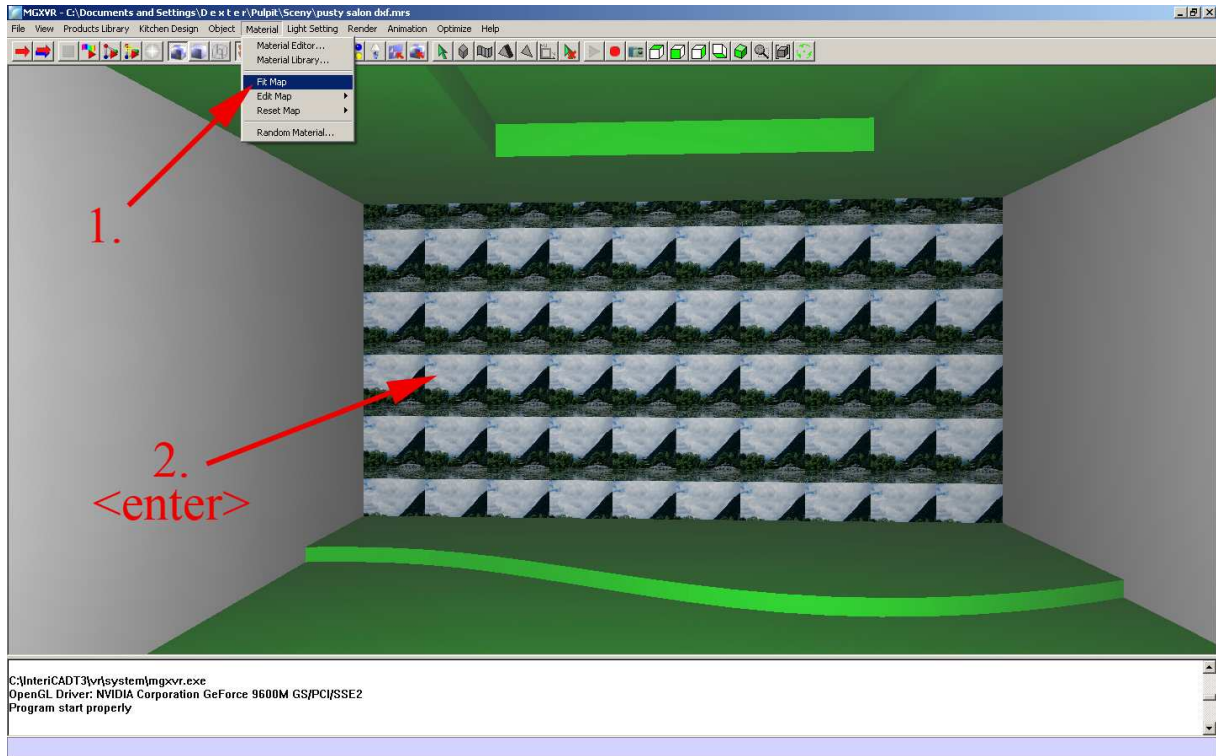 MGXVR - C:\Documents and Settings\D e x t e r\Pulpit\Sceny\pusty salon dxf.mrs
File View Products Library Kitchen Design Object Material Light Setting Render Animation Optimize Help
Material Editor...
Material Library...
Fit Map
Edit Map
Reset Map
Random Material...
1.
2.
<enter>
C:\InteriCADT3\vr\system\mgxvr.exe
OpenGL Driver: NVIDIA Corporation GeForce 9600M GS/PCI/SSE2
Program start properly